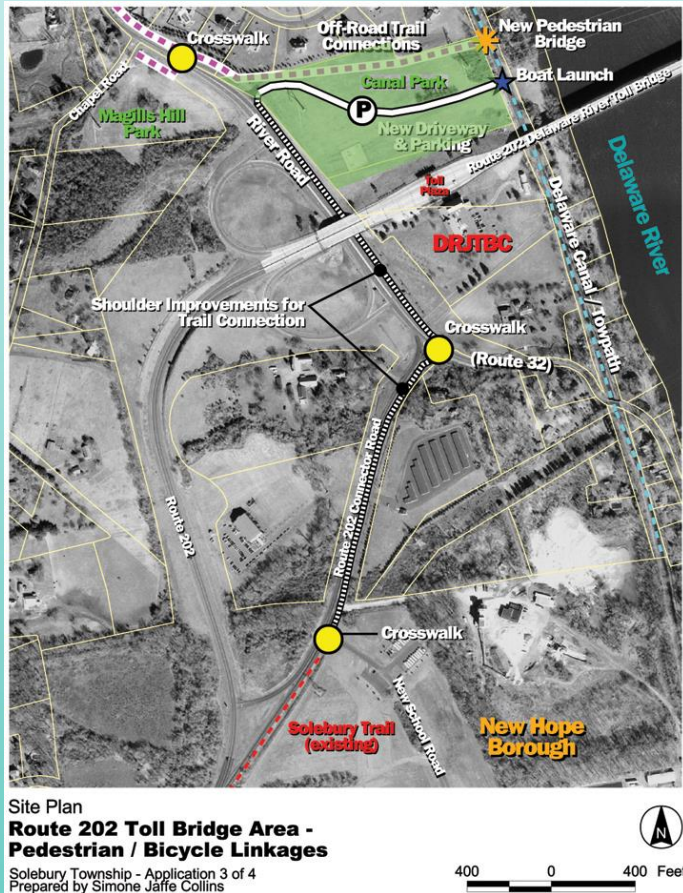 Crosswalk
Off-Road Trail
Connections
New Pedestrian
Bridge
Boat Launch
Chapel Road
Magills Hill
Park
Canal Park
P
New Driveway
& Parking
River Road
Route 202 Delaware River Toll Bridge
Toll
Plaza
Delaware River
DRJTBC
Delaware Canal / Towpath
Shoulder Improvements for
Trail Connection
Crosswalk
(Route 32)
Route 202 Connector Road
Route 202
Crosswalk
New School Road
Solebury Trail
(existing)
New Hope
Borough
Site Plan
Route 202 Toll Bridge Area -
Pedestrian / Bicycle Linkages
Solebury Township - Application 3 of 4
Prepared by Simone Jaffe Collins
N
400 0 400 Feet